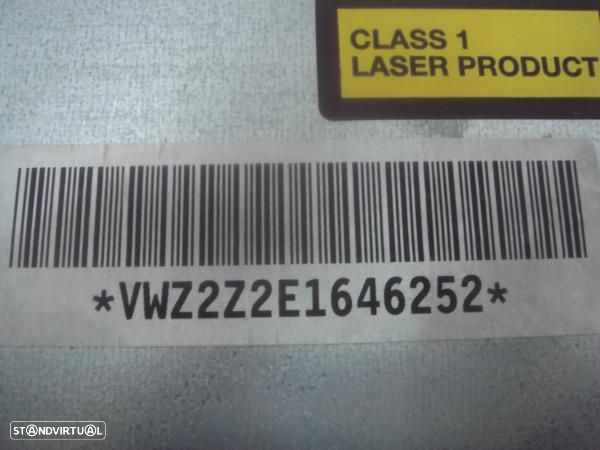 CLASS 1
LASER PRODUCT
*VWZ2Z2E1646252*
STANDVIRTUAL